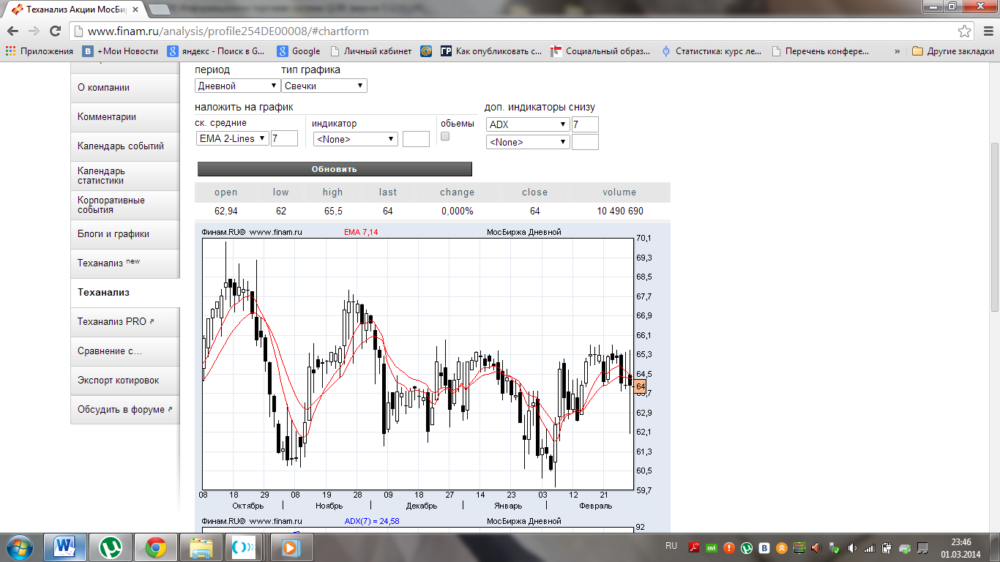 Теханализ Акции МосБир
www.finam.ru/analysis/profile254DE00008/#chartform
Приложения
+Мои Новости
яндекс - Поиск в G...
Google
Личный кабинет
Как опубликовать с...
Социальный образ...
Статистика: курс ле...
Перечень конфере...
»
Другие закладки
О компании
Комментарии
Календарь событий
Календарь
статистики
Корпоративные
события
Блоги и графики
Теханализ new
Теханализ
Теханализ PRO
Сравнение с...
Экспорт котировок
Обсудить в форуме
период тип графика
Дневной Свечки
наложить на график доп. индикаторы снизу
ск. средние индикатор обьемы ADX 7
EMA 2-Lines 7 <None> <None>
Обновить
open low high last change close volume
62,94 62 65,5 64 0,000% 64 10 490 690
Финам.RU© www.finam.ru EMA 7,14 МосБиржа Дневной
70,1
69,3
68,5
67,7
66,9
66,1
65,3
64,5
64
63,7
62,9
62,1
61,3
60,5
59,7
08 18 28 08 18 28 09 18 27 14 23 03 12 21
Октябрь Ноябрь Декабрь Январь Февраль
Финам.RU© www.finam.ru ADX(7) = 24,58 МосБиржа Дневной
92
RU
23:46
01.03.2014